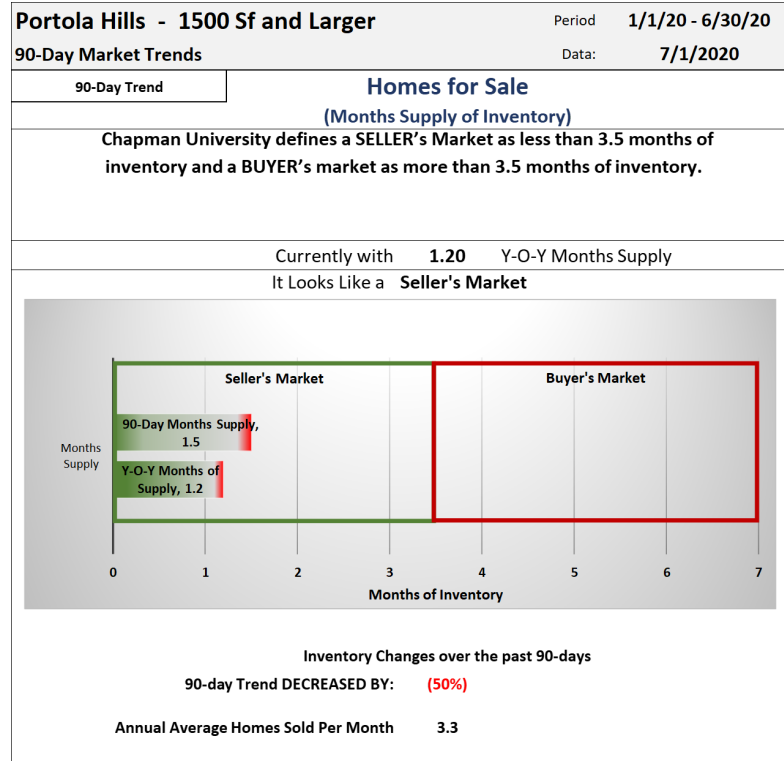 Portola Hills - 1500 Sf and Larger
Period 1/1/20 - 6/30/20
90-Day Market Trends
Data: 7/1/2020
90-Day Trend
Homes for Sale
(Months Supply of Inventory)
Chapman University defines a SELLER's Market as less than 3.5 months of
inventory and a BUYER's market as more than 3.5 months of inventory.
Currently with 1.20 Y-O-Y Months Supply
It Looks Like a Seller's Market
Seller's Market
Buyer's Market
90-Day Months Supply,
1.5
Months
Supply
Y-O-Y Months of
Supply, 1.2
0 1 2 3 4 5 6 7
Months of Inventory
Inventory Changes over the past 90-days
90-day Trend DECREASED BY: (50%)
Annual Average Homes Sold Per Month 3.3